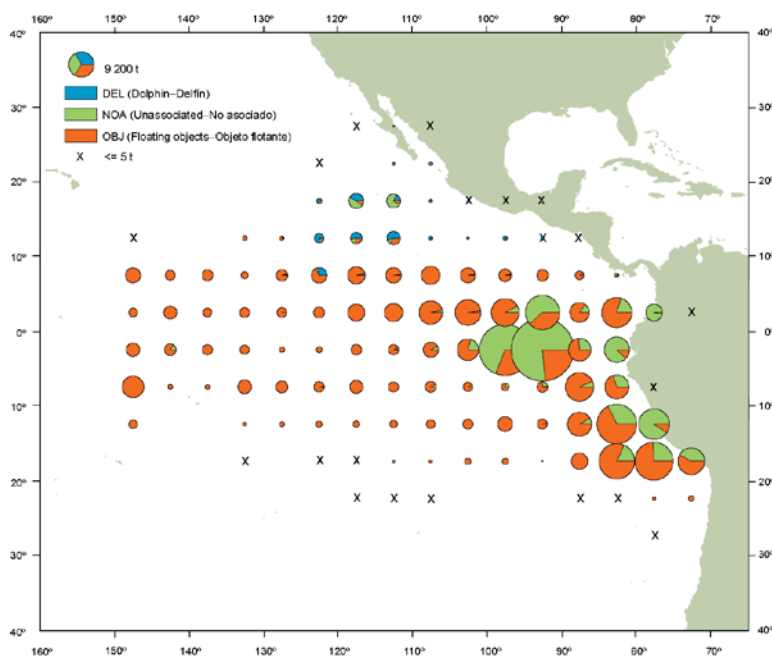 160° 150° 140° 130° 120° 110° 100° 90° 80° 70°
40° 40°
9 200 t
DEL (Dolphin–Delfín)
NOA (Unassociated–No asociado)
OBJ (Floating objects–Objeto flotante)
X <= 5 t
30° 30°
X X
X
20° 20°
X X X
X X X
10° 10°
X
0° 0°
X
10° 10°
X X X
20° 20°
X X X X X
X
30° 30°
40° 40°
160° 150° 140° 130° 120° 110° 100° 90° 80° 70°